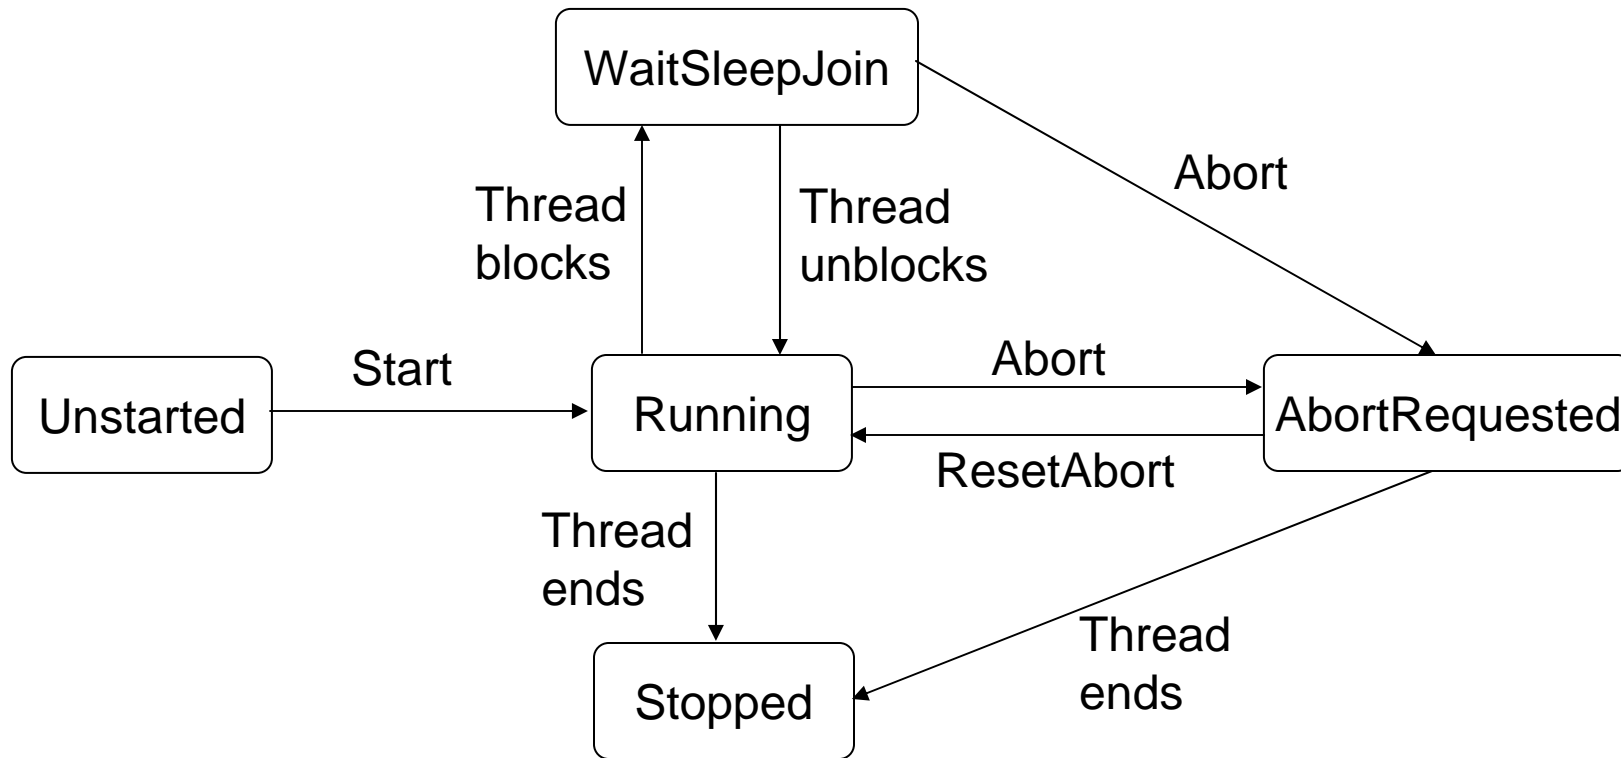 WaitSleepJoin
Abort
Thread
blocks
Thread
unblocks
Start
Abort
Unstarted
Running
AbortRequested
ResetAbort
Thread
ends
Thread
ends
Stopped